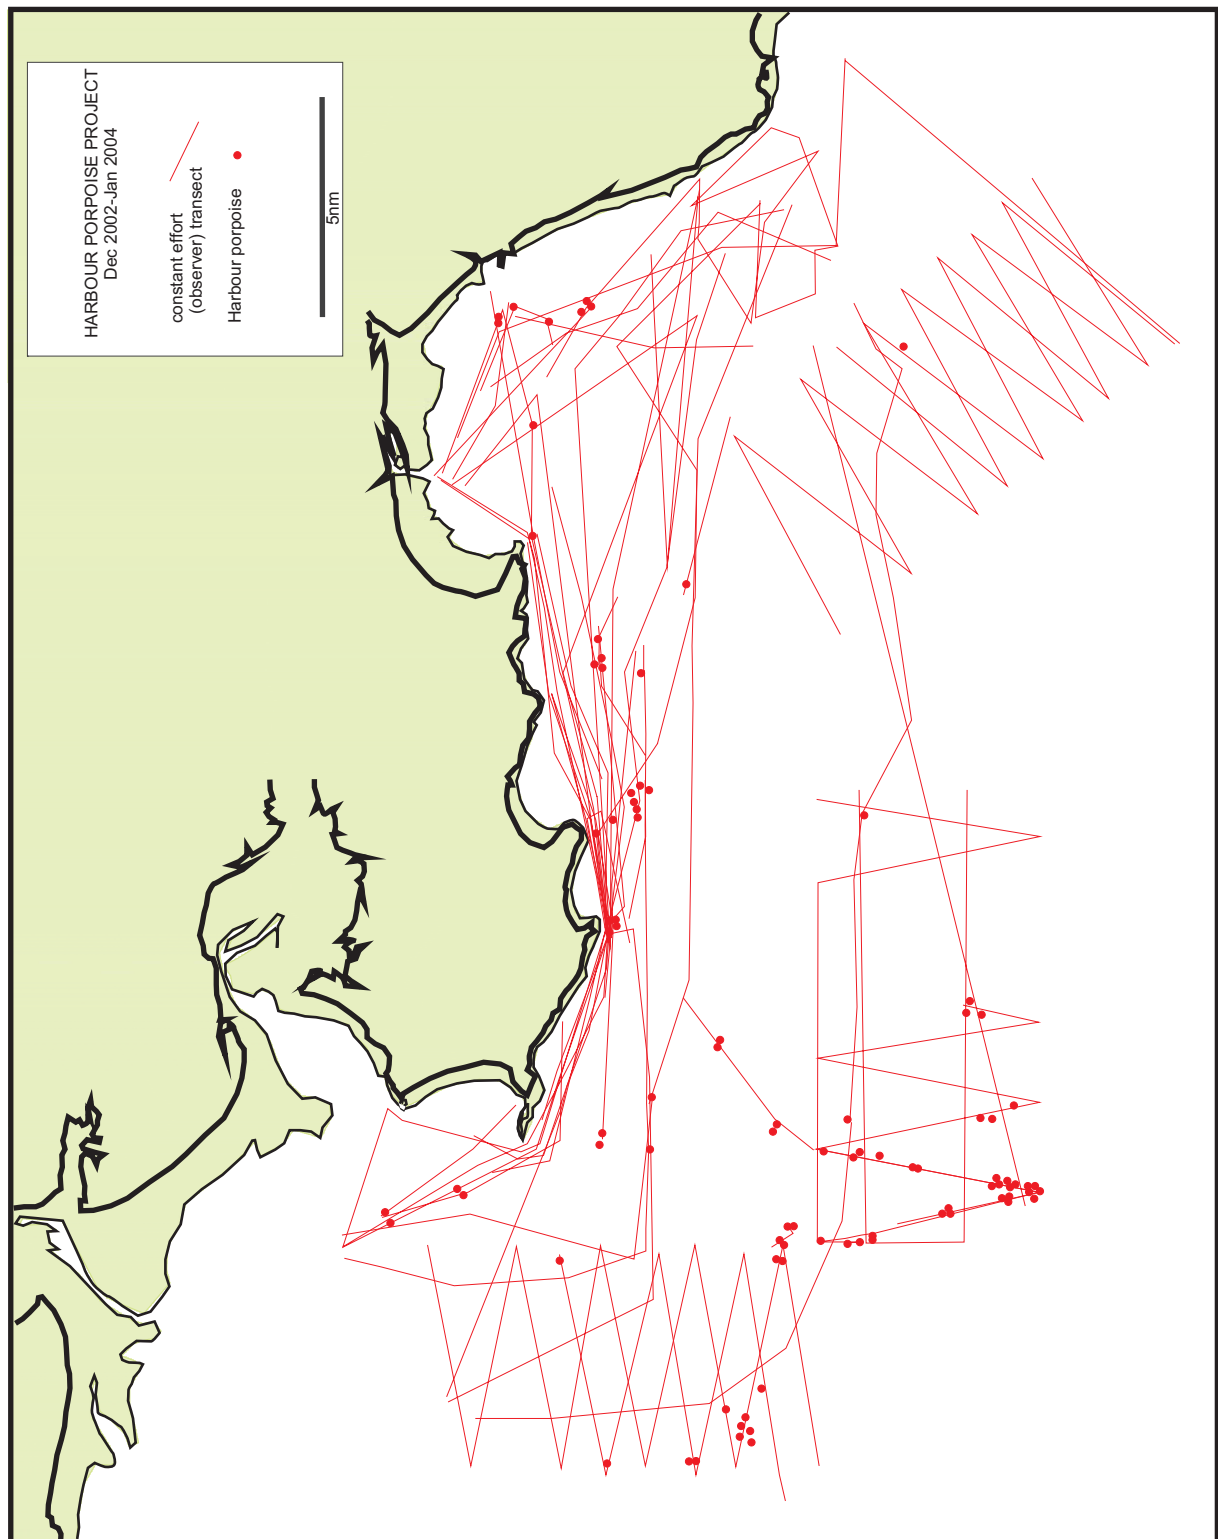 HARBOUR PORPOISE PROJECT
Dec 2002-Jan 2004
constant effort
(observer) transect
Harbour porpoise
5nm